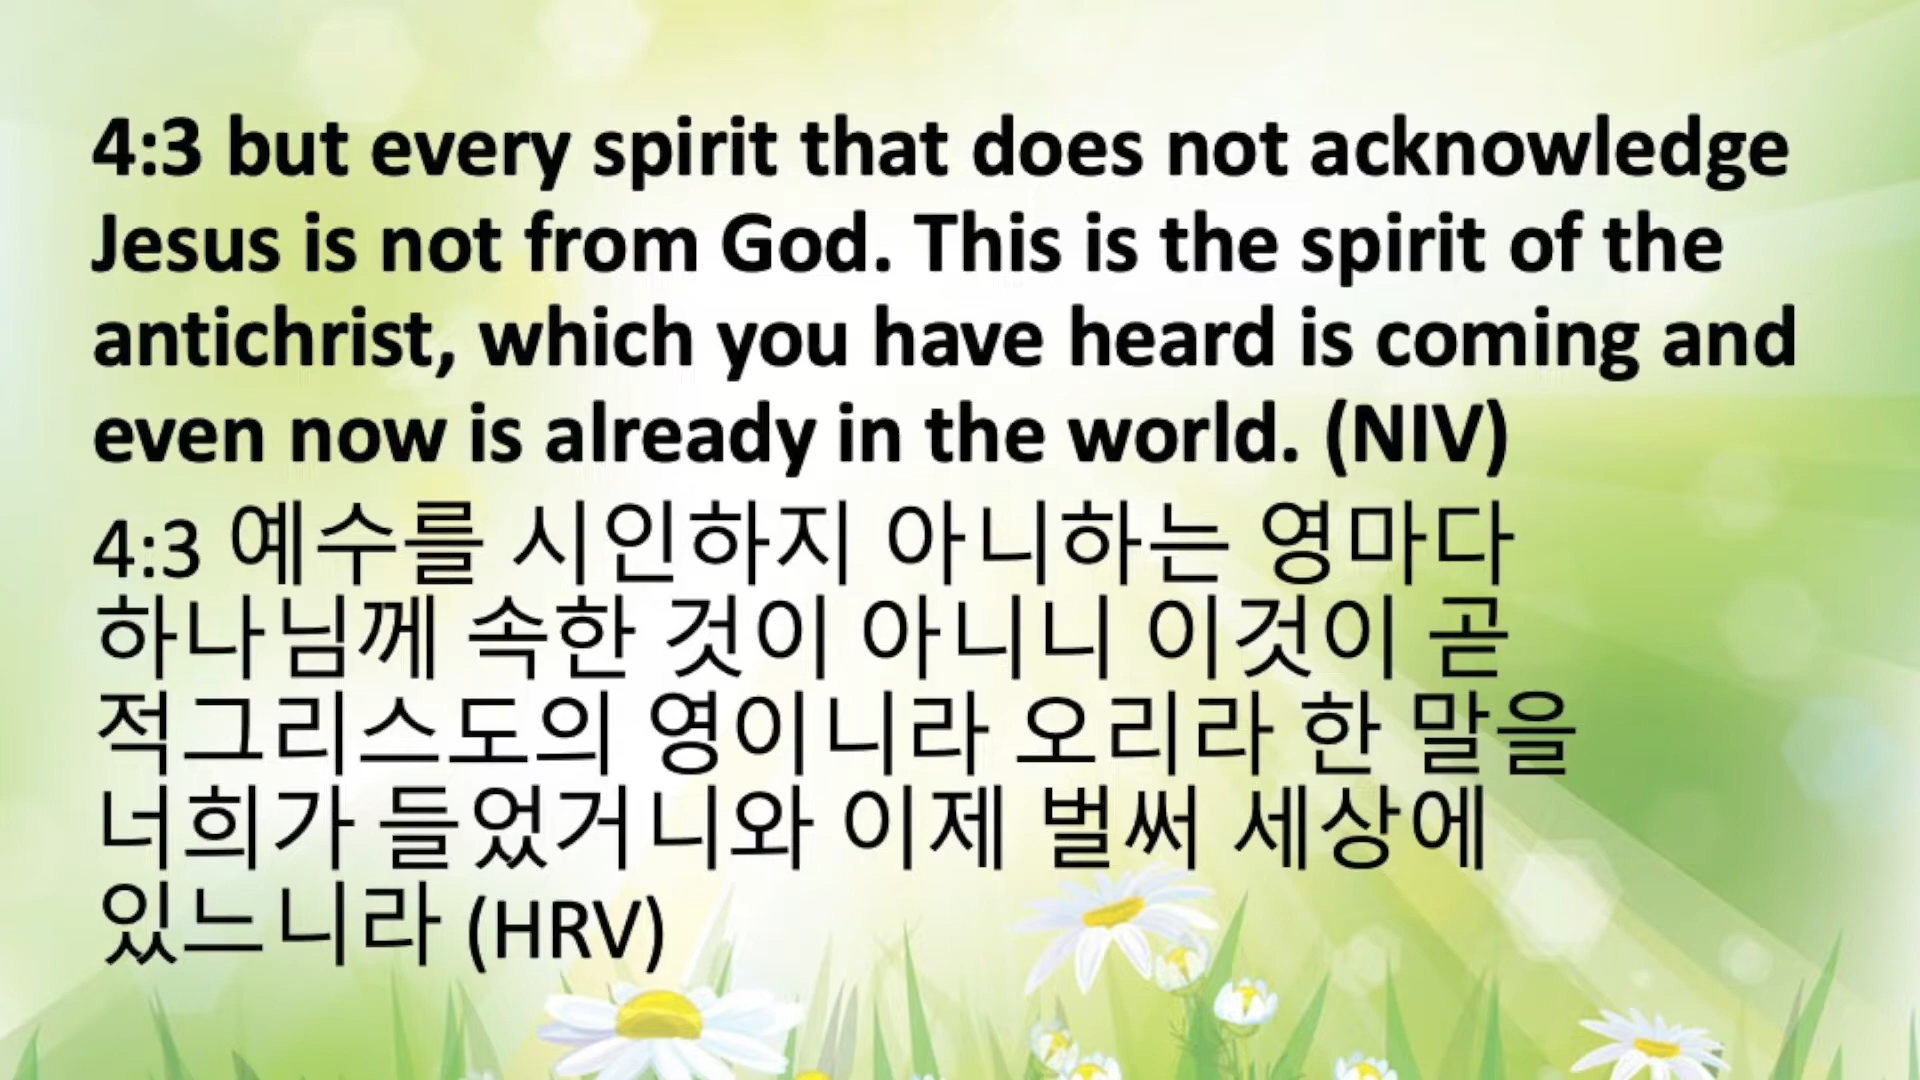 4:3 but every spirit that does not acknowledge
Jesus is not from God. This is the spirit of the
antichrist, which you have heard is coming and
even now is already in the world. (NIV)
4:3 예수를 시인하지 아니하는 영마다
하나님께 속한 것이 아니니 이것이 곧
적그리스도의 영이니라 오리라 한 말을
너희가 들었거니와 이제 벌써 세상에
있느니라 (HRV)